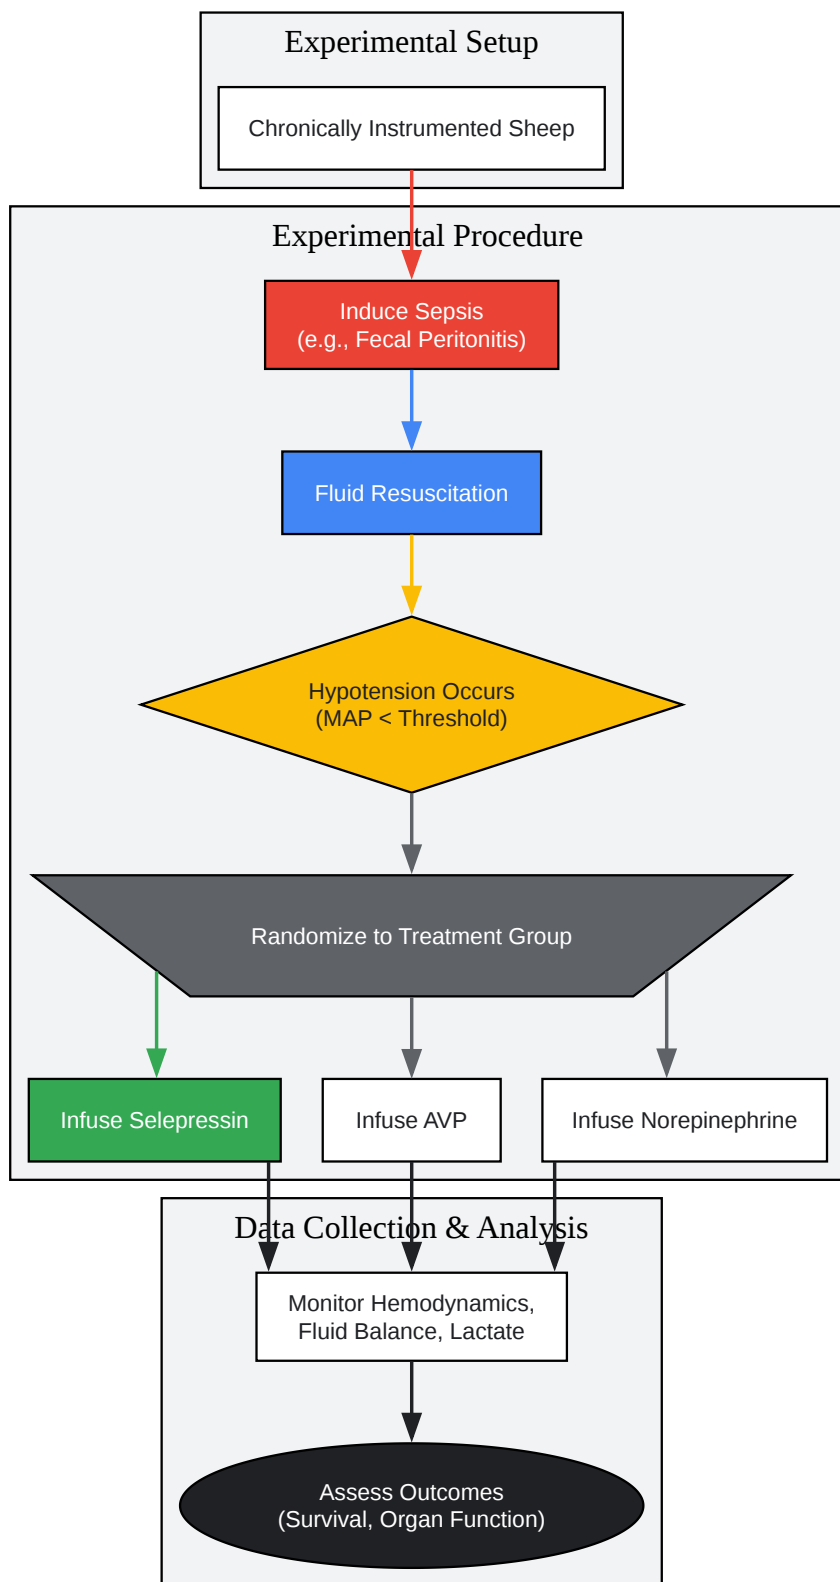 Experimental Setup
Chronically Instrumented Sheep
Experimental Procedure
Induce Sepsis
(e.g., Fecal Peritonitis)
Fluid Resuscitation
Hypotension Occurs
(MAP < Threshold)
Randomize to Treatment Group
Infuse Selepressin
Infuse AVP
Infuse Norepinephrine
Data Collection & Analysis
Monitor Hemodynamics,
Fluid Balance, Lactate
Assess Outcomes
(Survival, Organ Function)